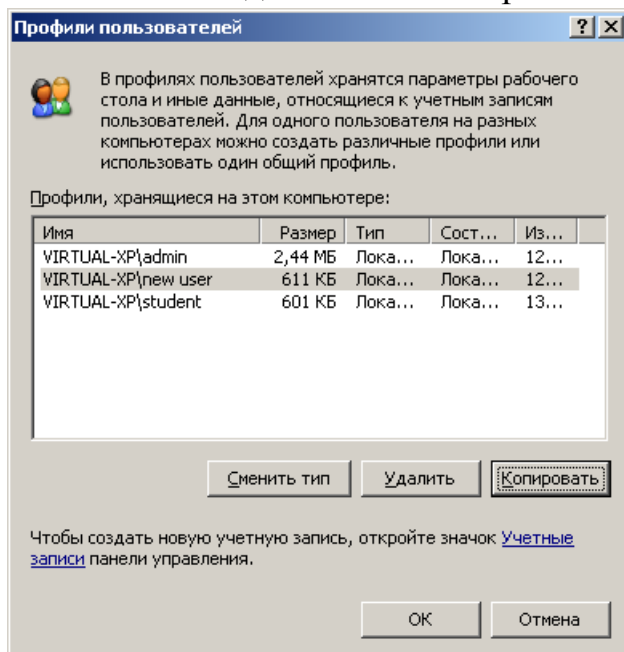 Профили пользователей
В профилях пользователей хранятся параметры рабочего
стола и иные данные, относящиеся к учетным записям
пользователей. Для одного пользователя на разных
компьютерах можно создать различные профили или
использовать один общий профиль.
Профили, хранящиеся на этом компьютере:
Имя Размер Тип Сост... Из...
VIRTUAL-XP\admin 2,44 МБ Лока... Лока... 12...
VIRTUAL-XP\new user 611 КБ Лока... Лока... 12...
VIRTUAL-XP\student 601 КБ Лока... Лока... 13...
Сменить тип Удалить Копировать
Чтобы создать новую учетную запись, откройте значок Учетные
записи панели управления.
ОК Отмена